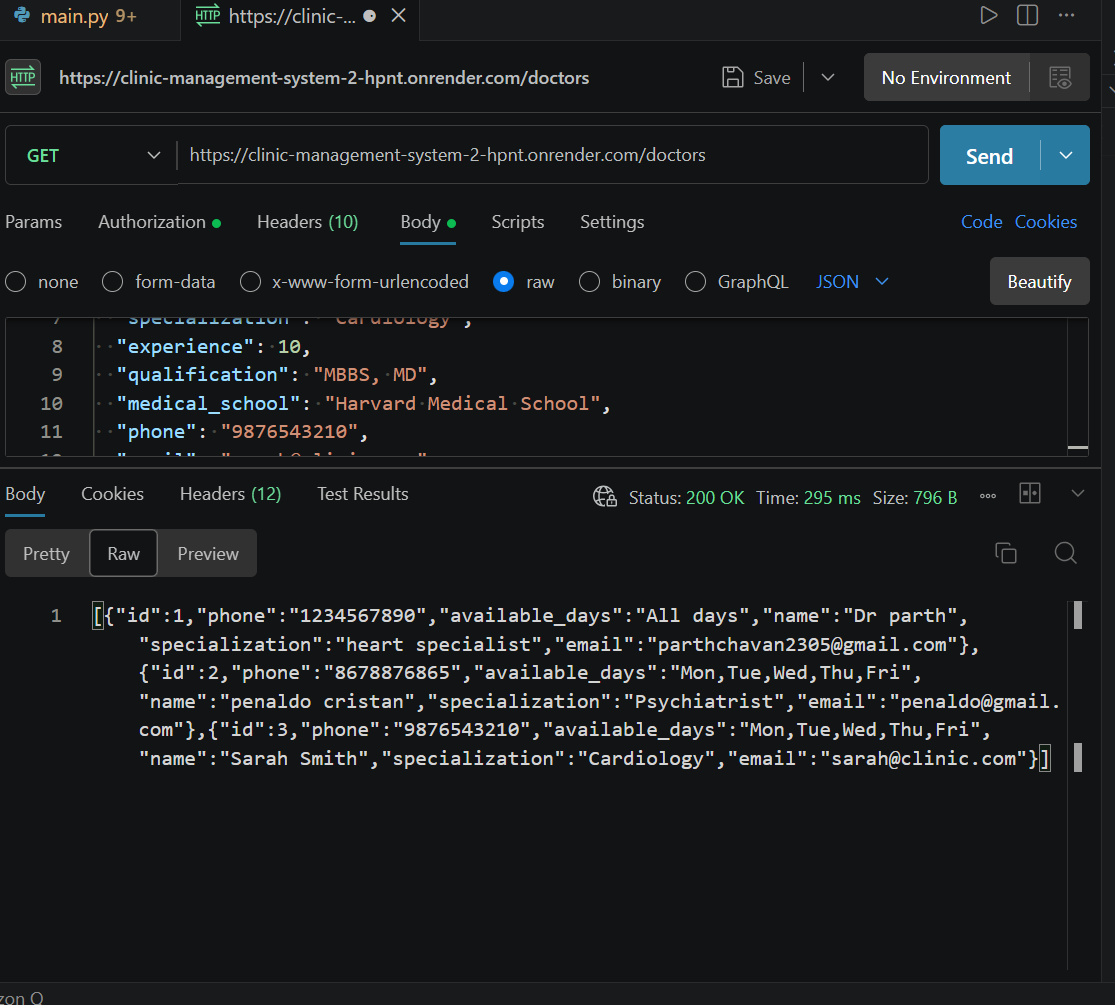 main.py 9+ HTTP https://clinic-...
HTTP https://clinic-management-system-2-hpnt.onrender.com/doctors Save No Environment
GET https://clinic-management-system-2-hpnt.onrender.com/doctors Send
Params Authorization Headers (10) Body Scripts Settings Code Cookies
none form-data x-www-form-urlencoded raw binary GraphQL JSON Beautify
7 "specialization": "Cardiology",
8 "experience": 10,
9 "qualification": "MBBS, MD",
10 "medical_school": "Harvard Medical School",
11 "phone": "9876543210",
Body Cookies Headers (12) Test Results Status: 200 OK Time: 295 ms Size: 796 B
Pretty Raw Preview
1 [{"id":1,"phone":"1234567890","available_days":"All days","name":"Dr parth",
"specialization":"heart specialist","email":"parthchavan2305@gmail.com"},
{"id":2,"phone":"8678876865","available_days":"Mon,Tue,Wed,Thu,Fri",
"name":"penaldo cristan","specialization":"Psychiatrist","email":"penaldo@gmail.
com"},{"id":3,"phone":"9876543210","available_days":"Mon,Tue,Wed,Thu,Fri",
"name":"Sarah Smith","specialization":"Cardiology","email":"sarah@clinic.com"}]
zon Q